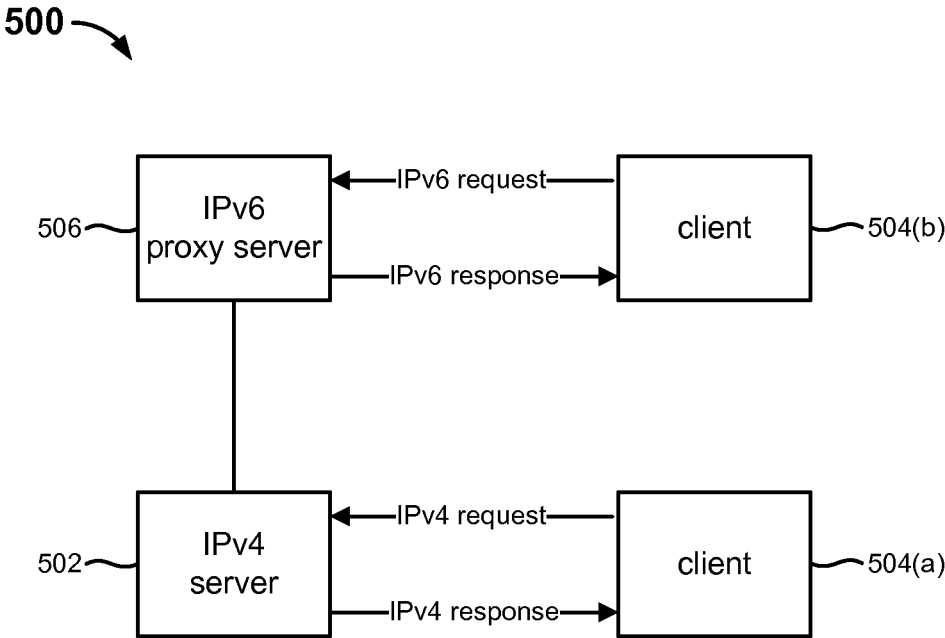 500
IPv6 request
IPv6
proxy server
client
506
504(b)
IPv6 response
IPv4 request
IPv4
server
client
502
504(a)
IPv4 response